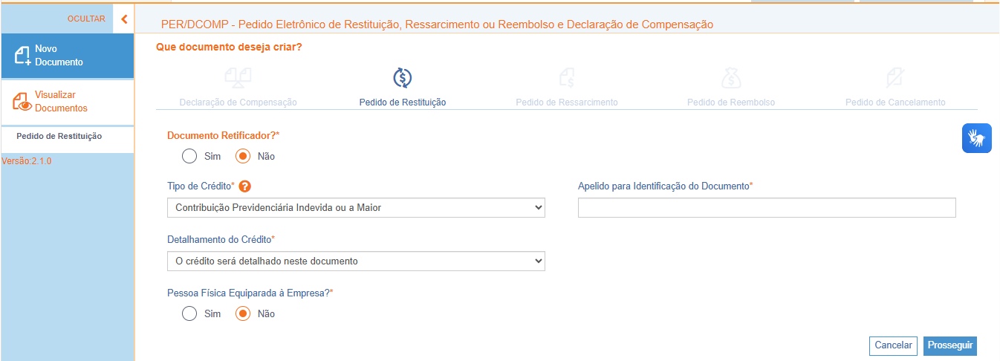 OCULTAR
PER/DCOMP - Pedido Eletrônico de Restituição, Ressarcimento ou Reembolso e Declaração de Compensação
Novo
Documento
Visualizar
Documentos
Pedido de Restituição
Versão:2.1.0
Que documento deseja criar?
Declaração de Compensação
Pedido de Restituição
Pedido de Ressarcimento
Pedido de Reembolso
Pedido de Cancelamento
Documento Retificador?*
Sim Não
Tipo de Crédito* ?
Apelido para Identificação do Documento*
Contribuição Previdenciária Indevida ou a Maior
Detalhamento do Crédito*
O crédito será detalhado neste documento
Pessoa Física Equiparada à Empresa?*
Sim Não
Cancelar Prosseguir